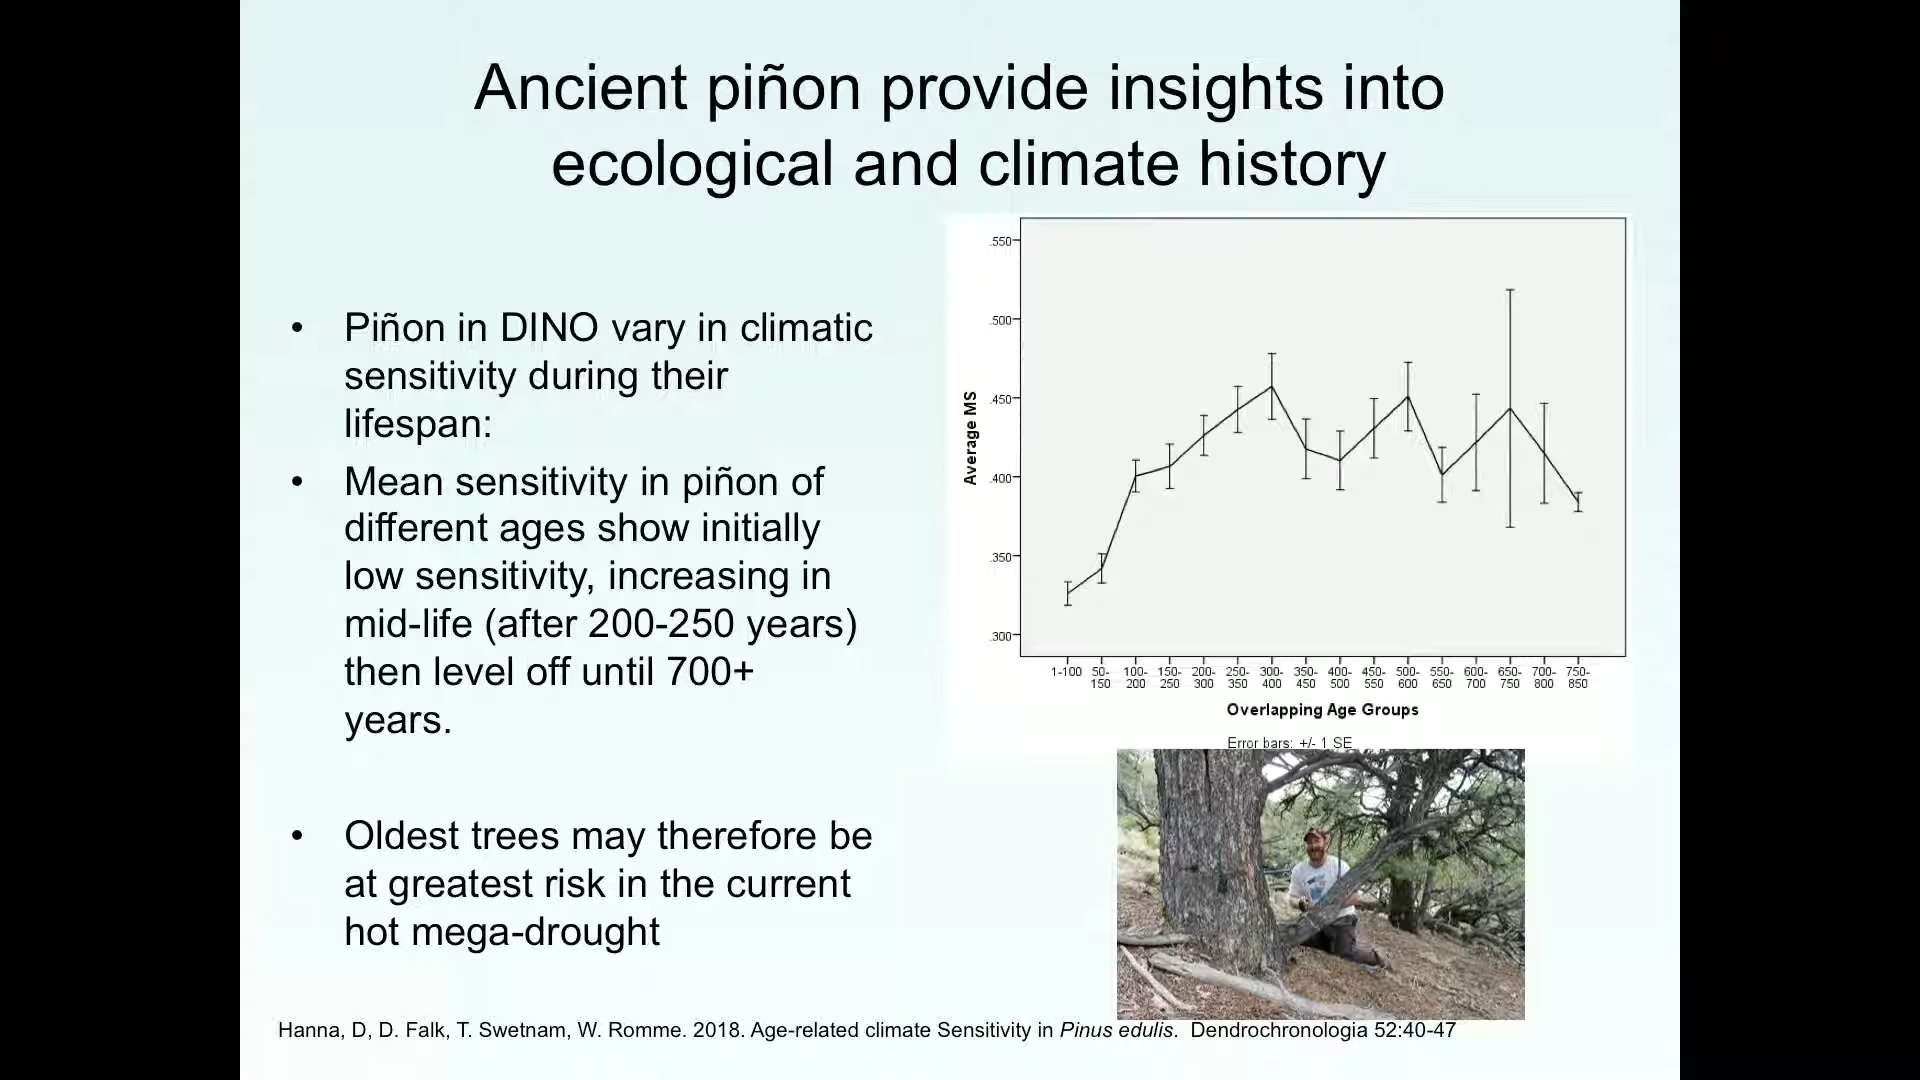 Ancient piñon provide insights into
ecological and climate history
• Piñon in DINO vary in climatic
sensitivity during their
lifespan:
• Mean sensitivity in piñon of
different ages show initially
low sensitivity, increasing in
mid-life (after 200-250 years)
then level off until 700+
years.
• Oldest trees may therefore be
at greatest risk in the current
hot mega-drought
Average MS
.550
.500
.450
.400
.350
.300
1-100 50- 100- 150- 200- 250- 300- 350- 400- 450- 500- 550- 600- 650- 700- 750-
150 200 250 300 350 400 450 500 550 600 650 700 750 800 850
Overlapping Age Groups
Error bars: +/- 1 SE
Hanna, D, D. Falk, T. Swetnam, W. Romme. 2018. Age-related climate Sensitivity in Pinus edulis. Dendrochronologia 52:40-47